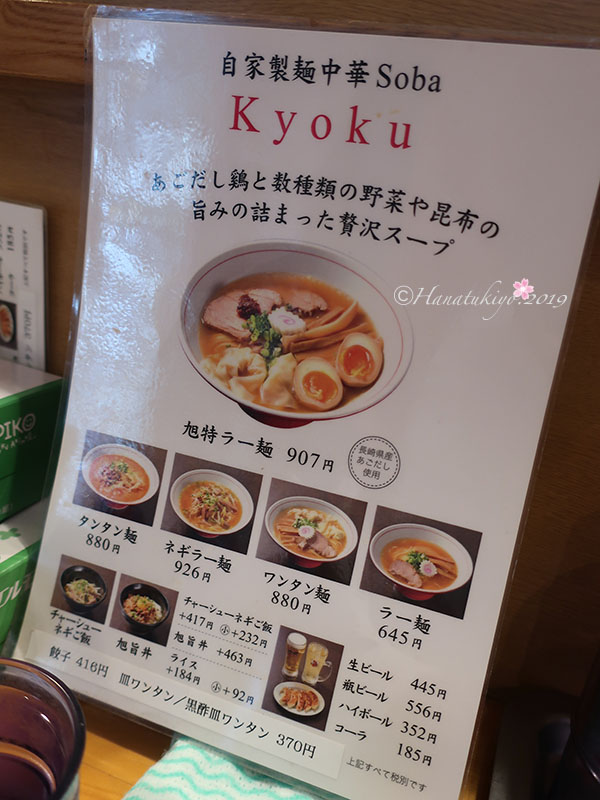 自家製麺中華Soba
Kyoku
あごだし鶏と数種類の野菜や昆布の
旨みの詰まった贅沢スープ
©Hanatukiyo.2019
旭特ラー麺 907円
長崎県産
あごだし
使用
タンタン麺
880円
ネギラー麺
926円
ワンタン麺
880円
ラー麺
645円
チャーシュー
ネギご飯
旭旨丼
チャーシューネギご飯
+417円 小+232円
旭旨丼 +463円
ライス
+184円 小+92円
生ビール 445円
瓶ビール 556円
ハイボール 352円
コーラ 185円
上記すべて税別です
餃子 416円 皿ワンタン/黒酢皿ワンタン 370円
PIKO